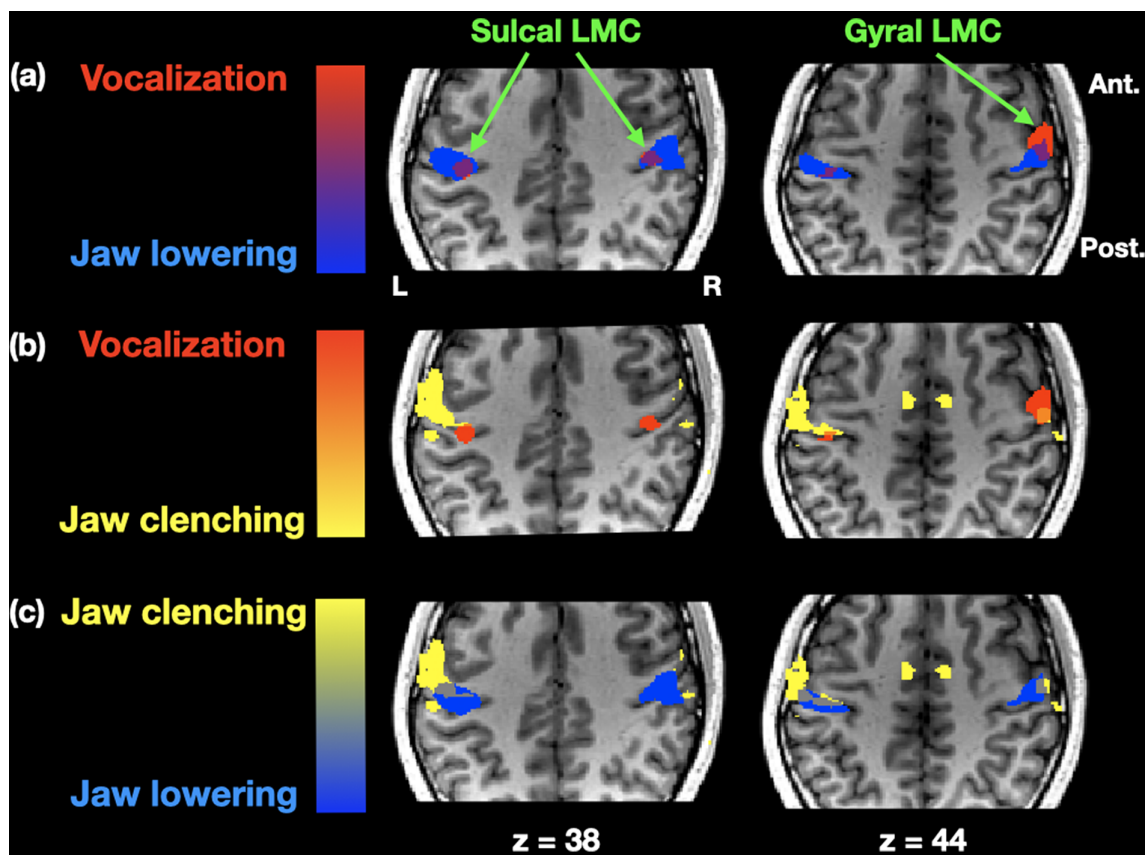 Sulcal LMC
Gyral LMC
(a)
Vocalization
Ant.
Jaw lowering
Post.
L
R
(b)
Vocalization
Jaw clenching
(c)
Jaw clenching
Jaw lowering
z = 38
z = 44